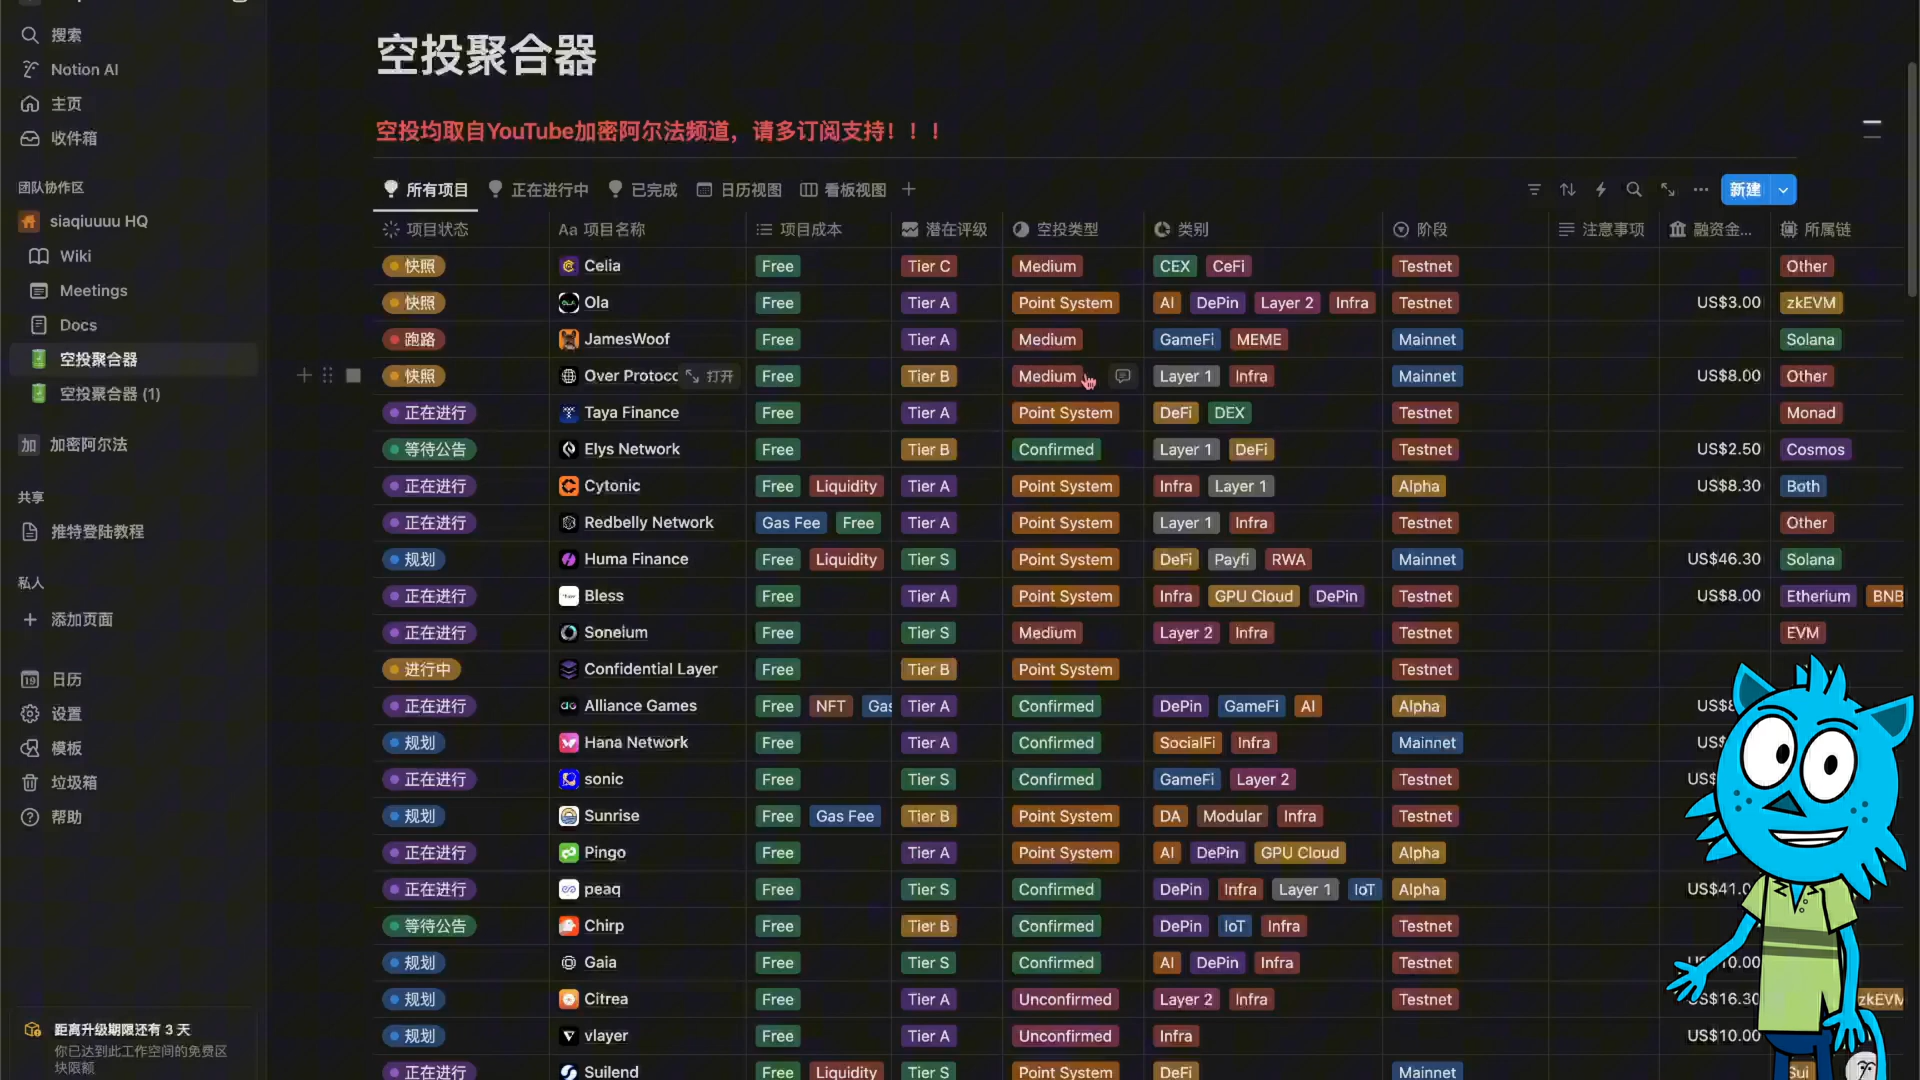 搜索
Notion AI
主页
收件箱
团队协作区
siaqiuuuu HQ
Wiki
Meetings
Docs
空投聚合器
空投聚合器 (1)
加 加密阿尔法
共享
推特登陆教程
私人
添加页面
19 日历
设置
模板
垃圾箱
帮助
距离升级期限还有 3 天
你已达到此工作空间的免费区
块限额
空投聚合器
空投均取自YouTube加密阿尔法频道，请多订阅支持！！！
所有项目 正在进行中 已完成 日历视图 看板视图
新建
项目状态 Aa 项目名称 项目成本 潜在评级 空投类型 类别 阶段 注意事项 融资金... 所属链
快照 Celia Free Tier C Medium CEX CeFi Testnet Other
快照 Ola Free Tier A Point System AI DePin Layer 2 Infra Testnet US$3.00 zkEVM
跑路 JamesWoof Free Tier A Medium GameFi MEME Mainnet Solana
快照 Over Protoc 打开 Free Tier B Medium Layer 1 Infra Mainnet US$8.00 Other
正在进行 Taya Finance Free Tier A Point System DeFi DEX Testnet Monad
等待公告 Elys Network Free Tier B Confirmed Layer 1 DeFi Testnet US$2.50 Cosmos
正在进行 Cytonic Free Liquidity Tier A Point System Infra Layer 1 Alpha US$8.30 Both
正在进行 Redbelly Network Gas Fee Free Tier A Point System Layer 1 Infra Testnet Other
规划 Huma Finance Free Liquidity Tier S Point System DeFi Payfi RWA Mainnet US$46.30 Solana
正在进行 Bless Free Tier A Point System Infra GPU Cloud DePin Testnet US$8.00 Etherium BNB
正在进行 Soneium Free Tier S Medium Layer 2 Infra Testnet EVM
进行中 Confidential Layer Free Tier B Point System Testnet
正在进行 Alliance Games Free NFT Gas Tier A Confirmed DePin GameFi AI Alpha
规划 Hana Network Free Tier A Confirmed SocialFi Infra Mainnet
正在进行 sonic Free Tier S Confirmed GameFi Layer 2 Testnet
规划 Sunrise Free Gas Fee Tier B Point System DA Modular Infra Testnet
正在进行 Pingo Free Tier A Point System AI DePin GPU Cloud Alpha
正在进行 peaq Free Tier S Confirmed DePin Infra Layer 1 IoT Alpha US$41.0
等待公告 Chirp Free Tier B Confirmed DePin IoT Infra Testnet
规划 Gaia Free Tier S Confirmed AI DePin Infra Testnet
规划 Citrea Free Tier A Unconfirmed Layer 2 Infra Testnet US$16.30 zkEVM
规划 vlayer Free Tier A Unconfirmed Infra US$10.00
正在进行 Suilend Free Liquidity Tier S Point System DeFi Mainnet Sui